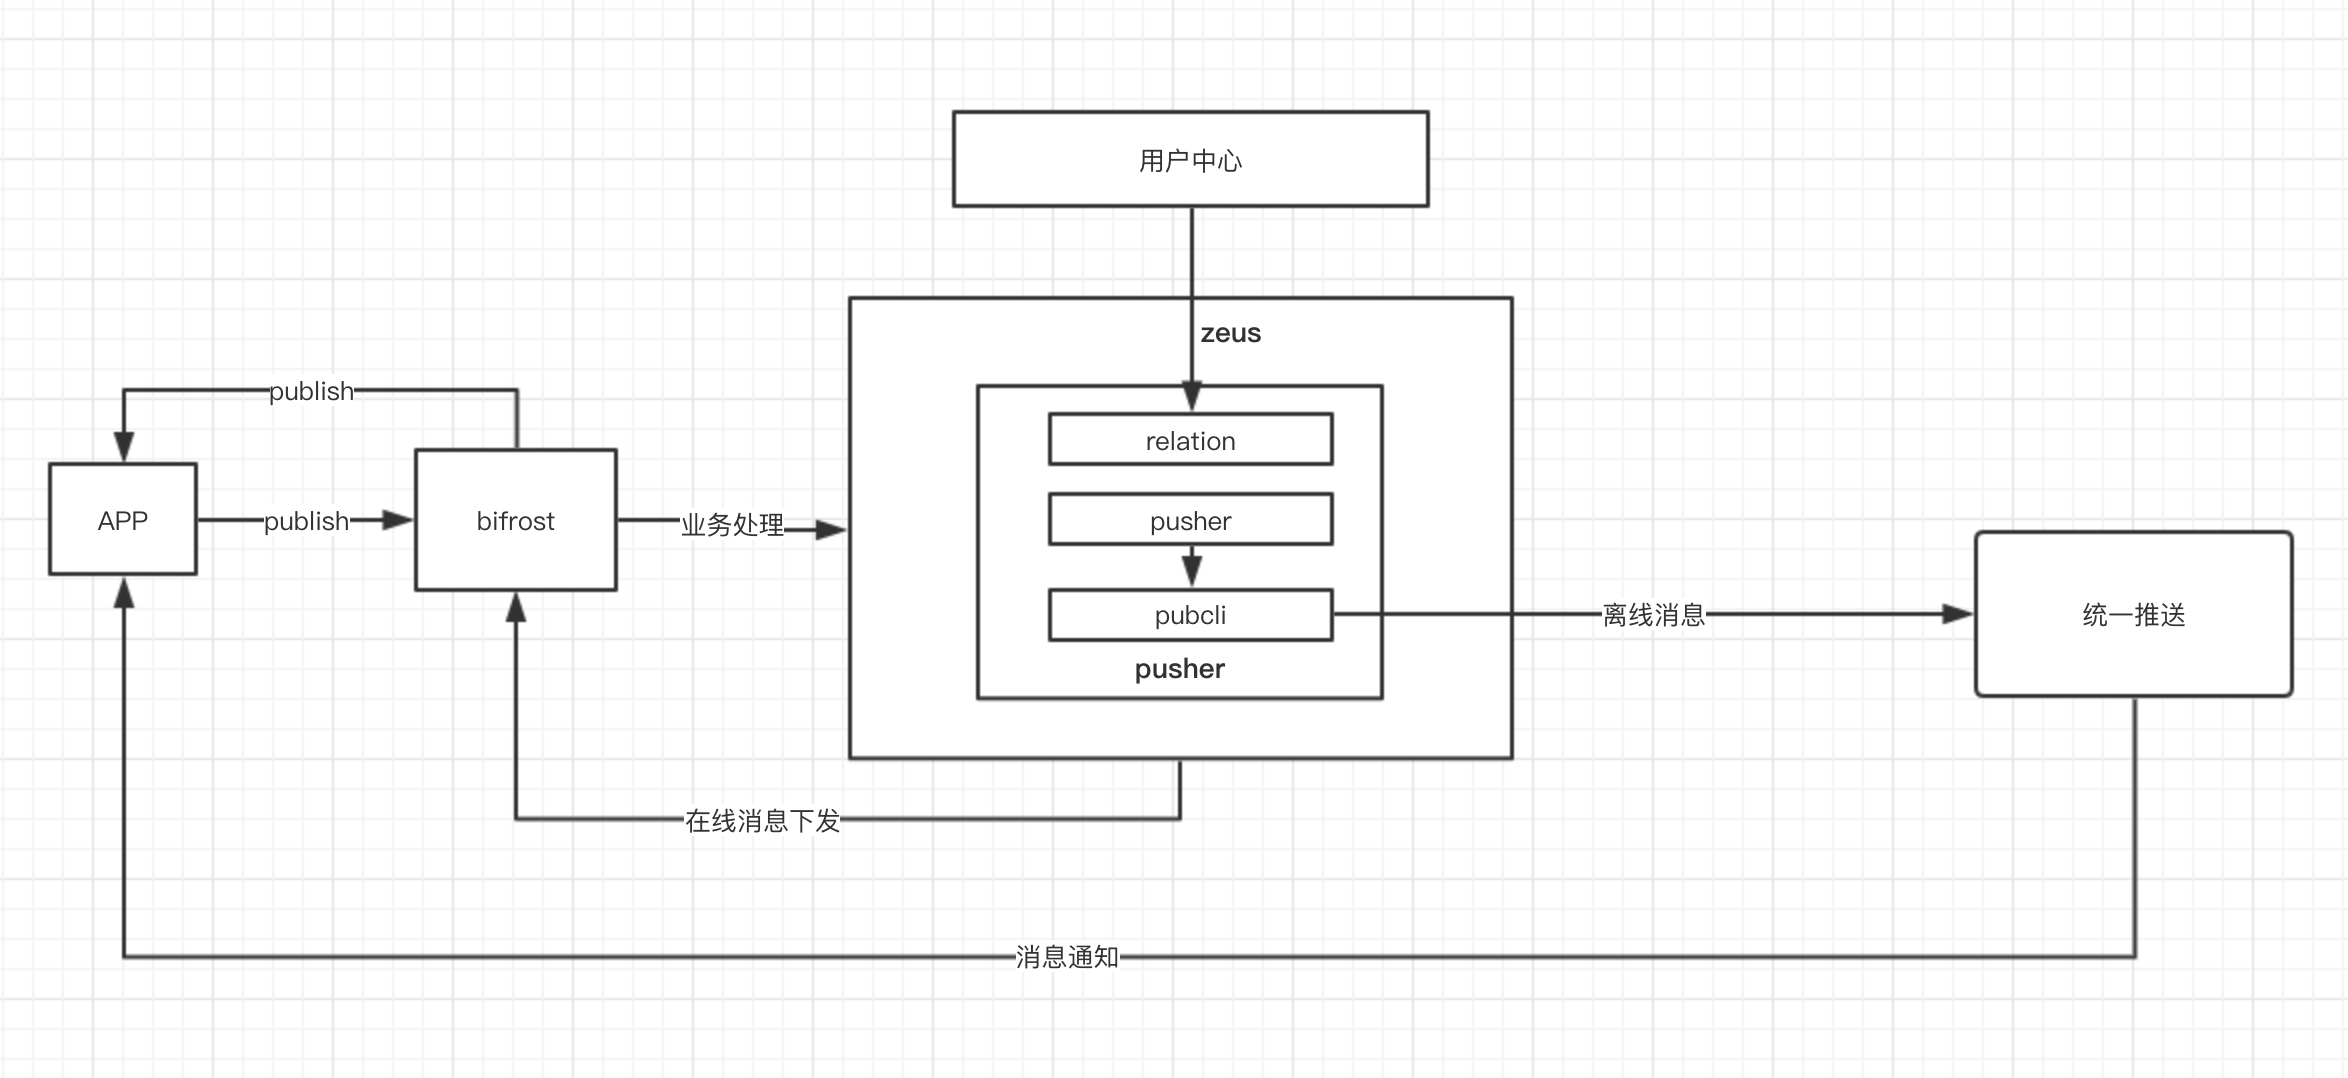 用户中心
zeus
publish
relation
APP
publish
bifrost
业务处理
pusher
pubcli
离线消息
统一推送
pusher
在线消息下发
消息通知